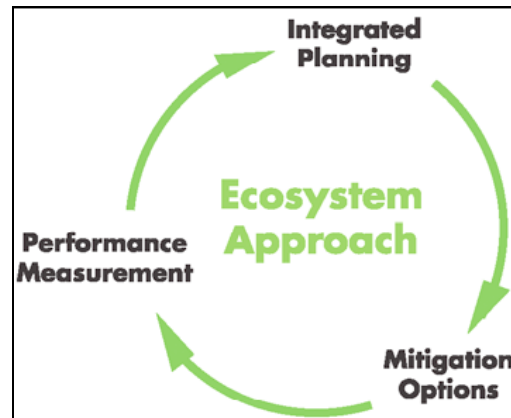 Integrated
Planning
Ecosystem
Approach
Performance
Measurement
Mitigation
Options